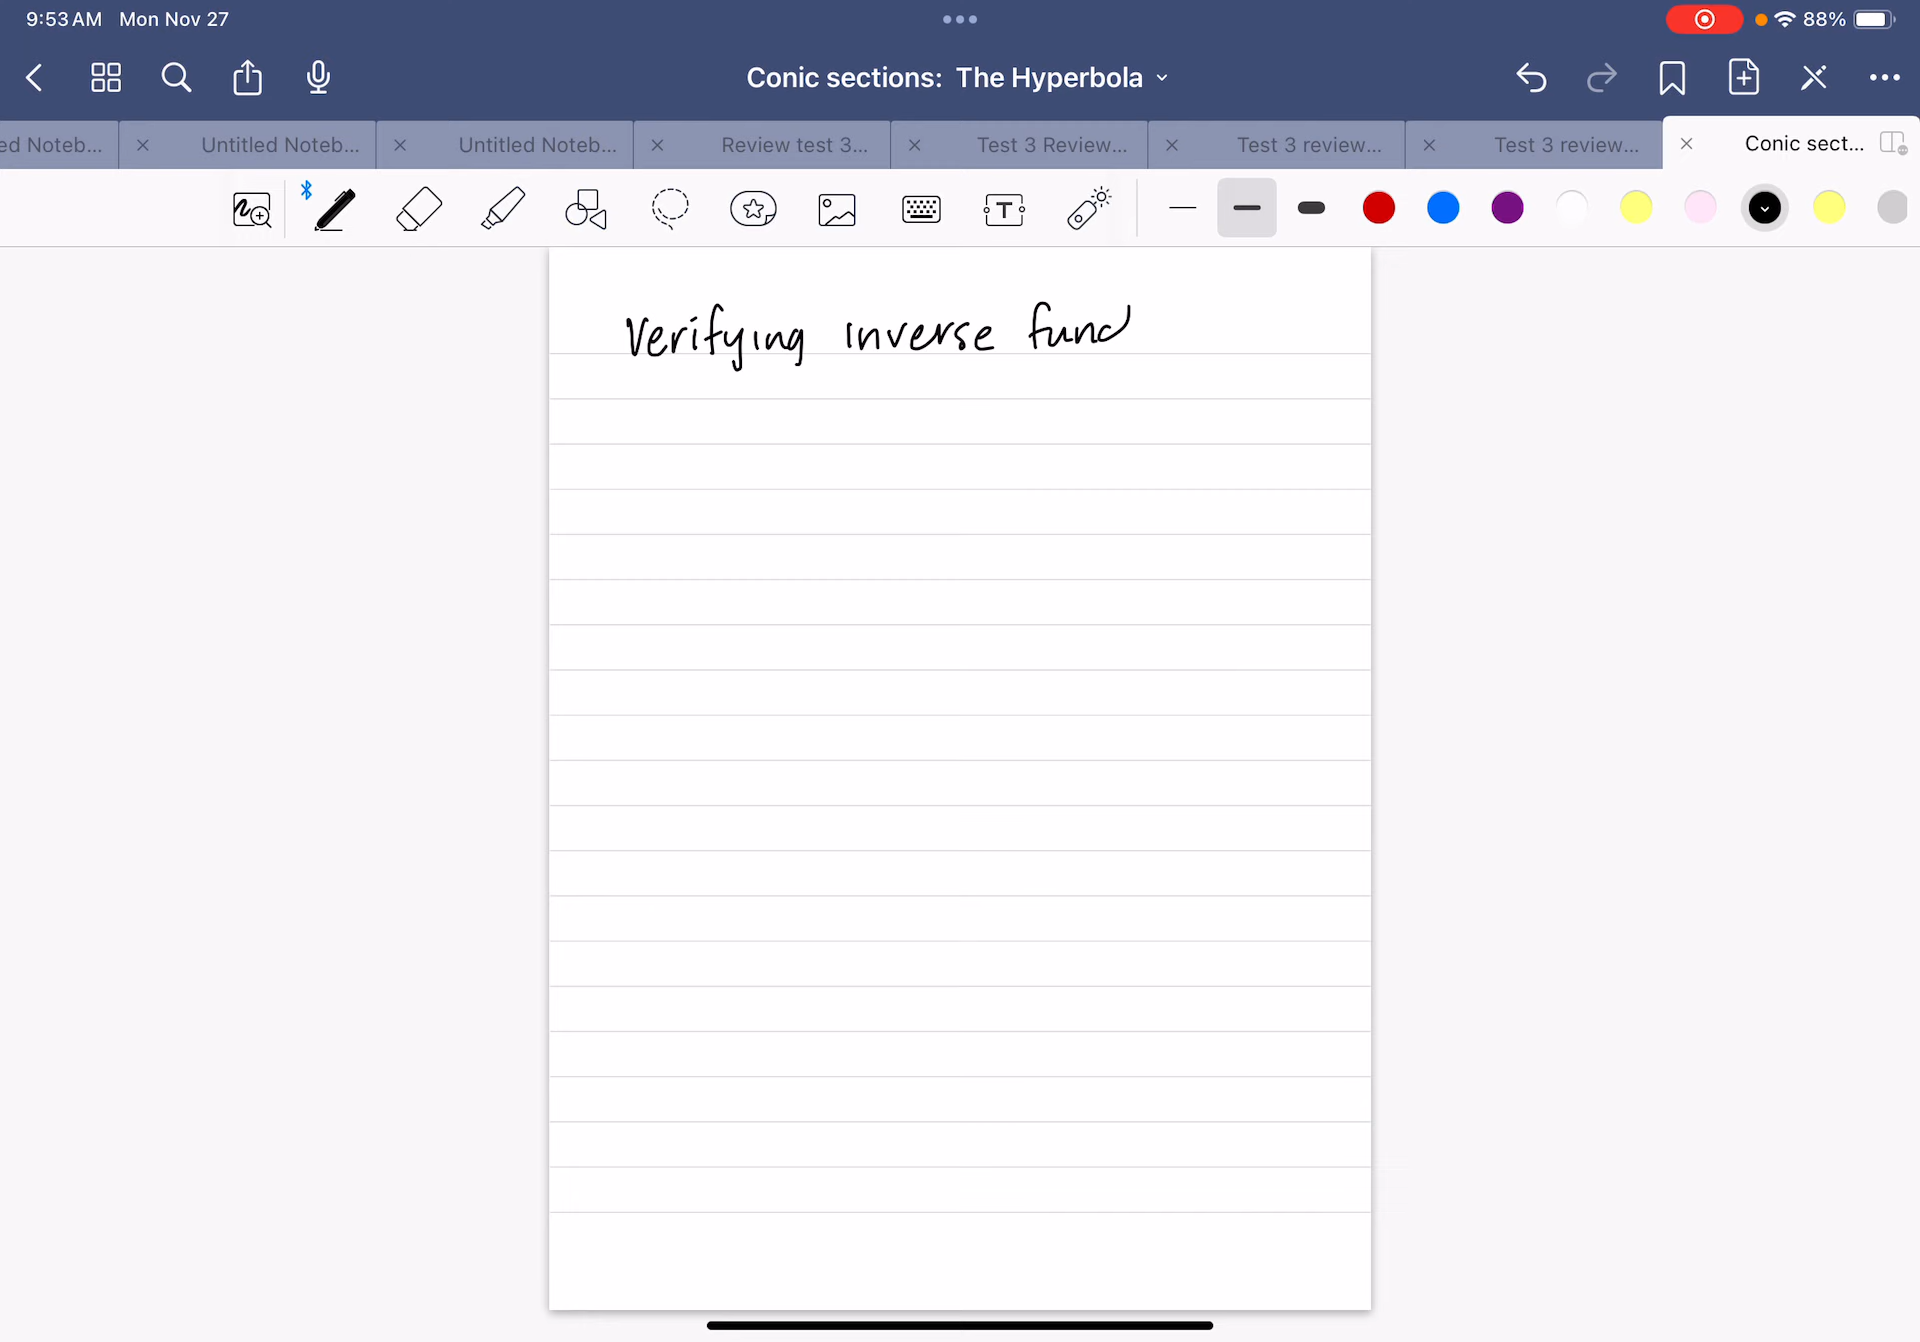 9:53 AM Mon Nov 27
88%
Conic sections: The Hyperbola
ed Noteb...
Untitled Noteb...
Untitled Noteb...
Review test 3...
Test 3 Review...
Test 3 review...
Test 3 review...
Conic sect...
T
Verifying inverse func